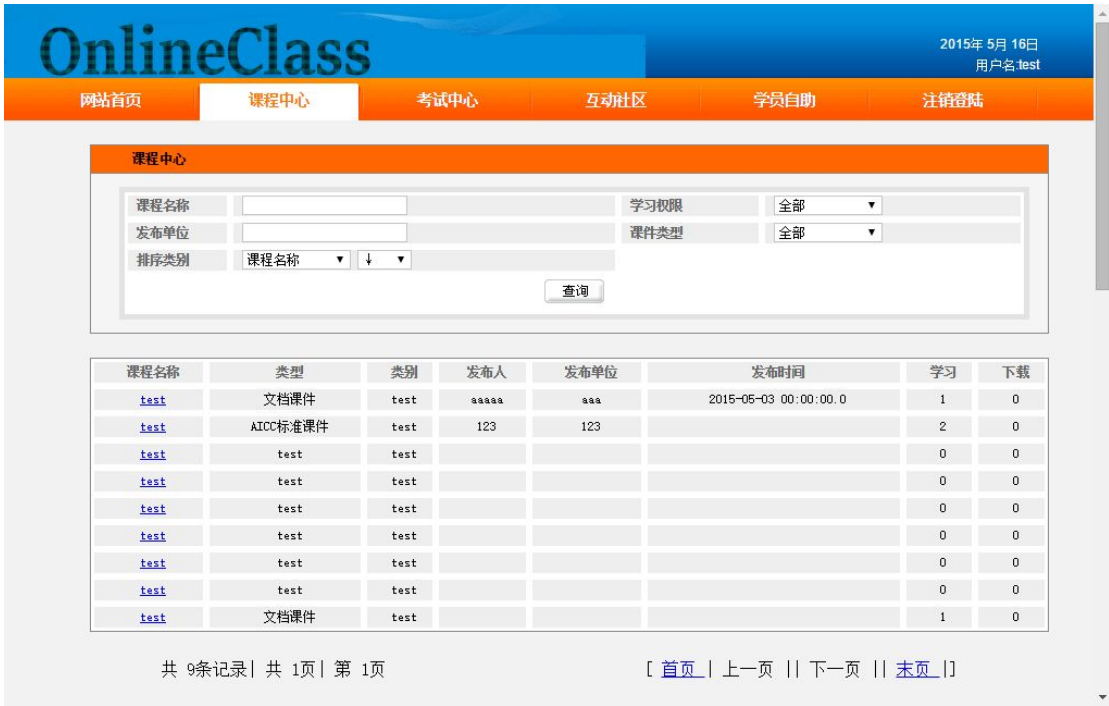 OnlineClass
2015年 5月 16日
用户名:test
网站首页 课程中心 考试中心 互动社区 学员自助 注销登陆
课程中心
课程名称 学习权限 全部
发布单位 课件类型 全部
排序类别 课程名称 ↓
查询
课程名称 类型 类别 发布人 发布单位 发布时间 学习 下载
test 文档课件 test aaaaa aaa 2015-05-03 00:00:00.0 1 0
test AICC标准课件 test 123 123 2 0
test test test 0 0
test test test 0 0
test test test 0 0
test test test 0 0
test test test 0 0
test test test 0 0
test 文档课件 test 1 0
共 9条记录| 共 1页| 第 1页 [ 首页 | 上一页 || 下一页 || 末页 |]